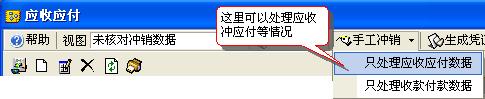 应收应付
帮助 视图 未核对冲销数据 手工冲销 生成凭证
这里可以处理应收
冲应付等情况
只处理应收应付数据
只处理收款付款数据